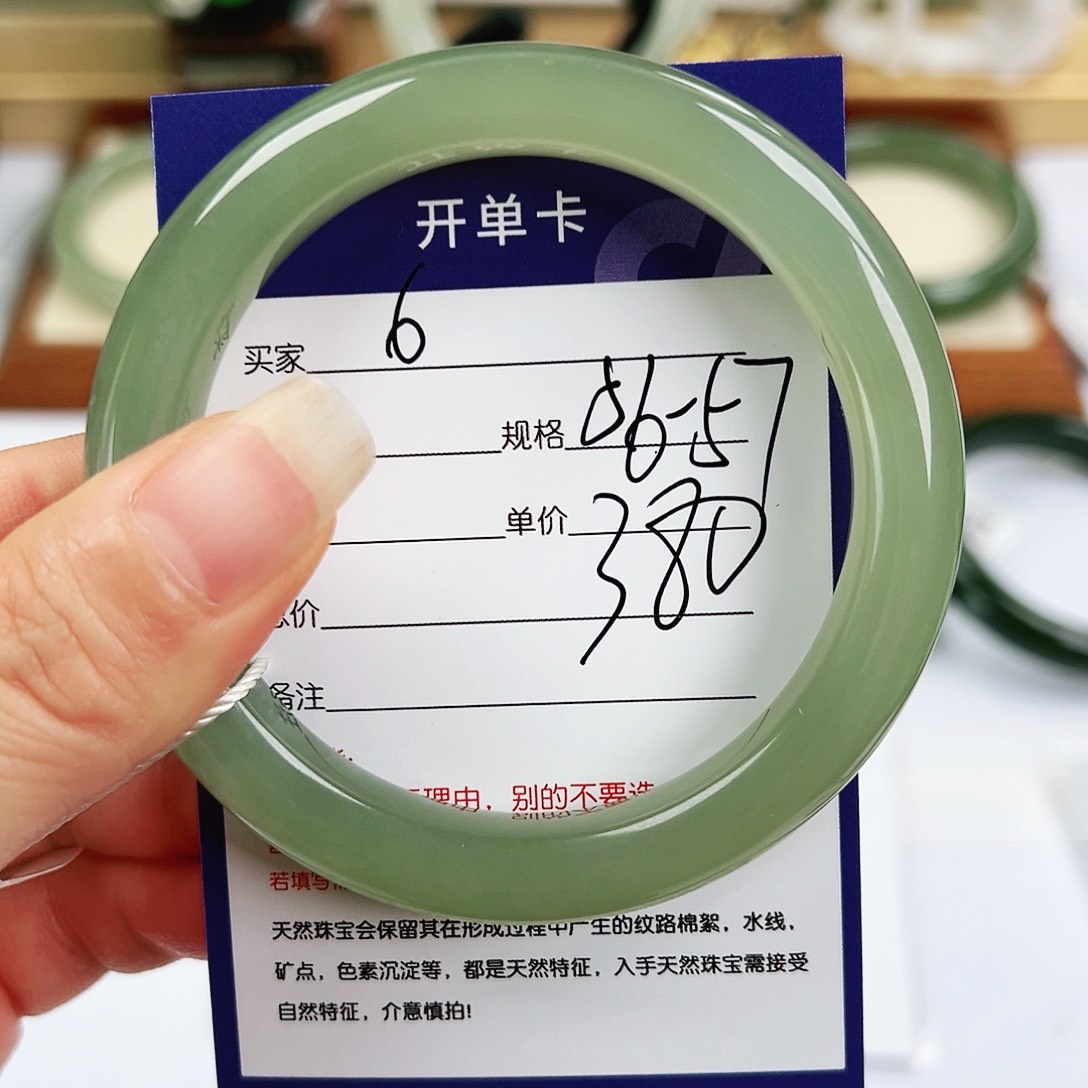 开单卡
买家 6
规格 56-57
单价 380
价
备注
理由，别的不要选
若填写
天然珠宝会保留其在形成过程中产生的纹路棉絮，水线，
矿点，色素沉淀等，都是天然特征，入手天然珠宝需接受
自然特征，介意慎拍!